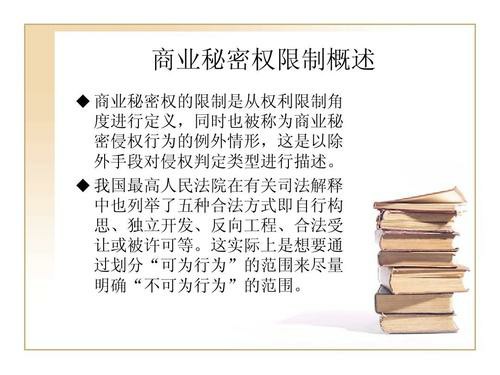 商业秘密权限制概述
◆ 商业秘密权的限制是从权利限制角
度进行定义，同时也被称为商业秘
密侵权行为的例外情形，这是以除
外手段对侵权判定类型进行描述。
◆ 我国最高人民法院在有关司法解释
中也列举了五种合法方式即自行构
思、独立开发、反向工程、合法受
让或被许可等。这实际上是想要通
过划分“可为行为”的范围来尽量
明确“不可为行为”的范围。